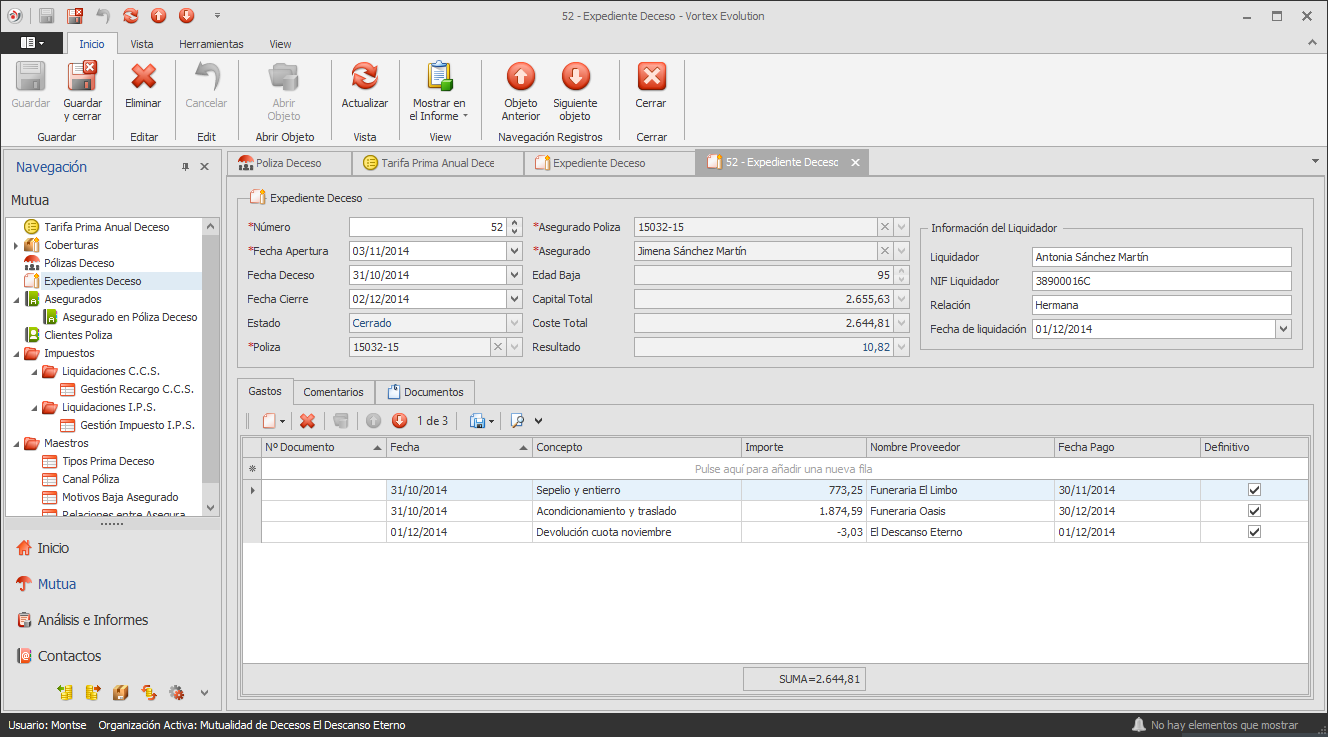 52 - Expediente Deceso - Vortex Evolution
Inicio Vista Herramientas View
Guardar Guardar y cerrar Eliminar Cancelar Abrir Objeto Actualizar Mostrar en el Informe Objeto Anterior Siguiente objeto Cerrar
Guardar Editar Edit Abrir Objeto Vista View Navegación Registros Cerrar
Navegación
Mutua
Tarifa Prima Anual Deceso
Coberturas
Pólizas Deceso
Expedientes Deceso
Asegurados
Asegurado en Póliza Deceso
Clientes Poliza
Impuestos
Liquidaciones C.C.S.
Gestión Recargo C.C.S.
Liquidaciones I.P.S.
Gestión Impuesto I.P.S.
Maestros
Tipos Prima Deceso
Canal Póliza
Motivos Baja Asegurado
Relaciones entre Asegura
Inicio
Mutua
Análisis e Informes
Contactos
Poliza Deceso Tarifa Prima Anual Dece Expediente Deceso 52 - Expediente Deceso
Expediente Deceso
*Número 52 *Asegurado Poliza 15032-15
*Fecha Apertura 03/11/2014 *Asegurado Jimena Sánchez Martín
Fecha Deceso 31/10/2014 Edad Baja 95
Fecha Cierre 02/12/2014 Capital Total 2.655,63
Estado Cerrado Coste Total 2.644,81
*Poliza 15032-15 Resultado 10,82
Información del Liquidador
Liquidador Antonia Sánchez Martín
NIF Liquidador 38900016C
Relación Hermana
Fecha de liquidación 01/12/2014
Gastos Comentarios Documentos
1 de 3
Nº Documento Fecha Concepto Importe Nombre Proveedor Fecha Pago Definitivo
Pulse aquí para añadir una nueva fila
31/10/2014 Sepelio y entierro 773,25 Funeraria El Limbo 30/11/2014
31/10/2014 Acondicionamiento y traslado 1.874,59 Funeraria Oasis 30/12/2014
01/12/2014 Devolución cuota noviembre -3,03 El Descanso Eterno 01/12/2014
SUMA=2.644,81
Usuario: Montse Organización Activa: Mutualidad de Decesos El Descanso Eterno No hay elementos que mostrar